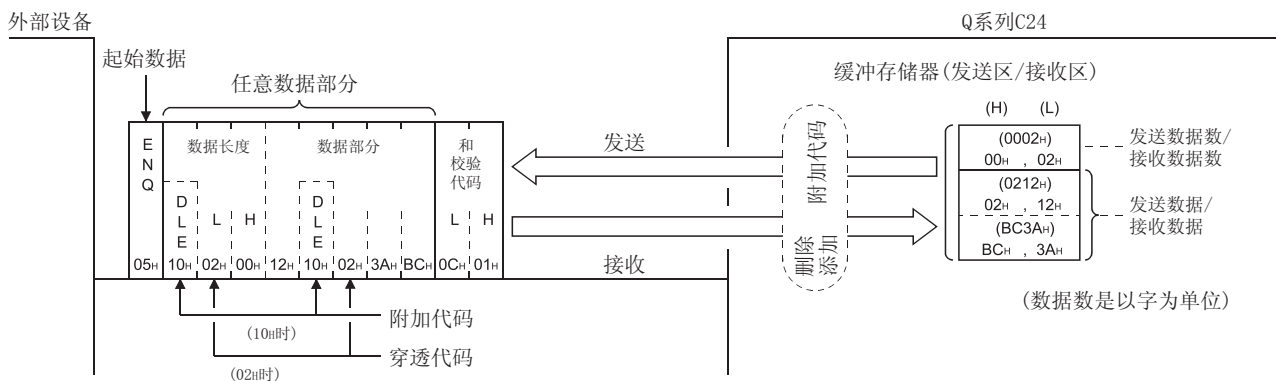 外部设备
Q系列C24
起始数据
任意数据部分
缓冲存储器(发送区/接收区)
(H) (L)
ENQ
数据长度
数据部分
和
校验
代码
发送
附加代码
(0002H)
00H , 02H
发送数据数/
接收数据数
DLE
L
H
DLE
L
H
(0212H)
02H , 12H
发送数据/
接收数据
(BC3AH)
BCH , 3AH
删除
添加
05H 10H 02H 00H 12H 10H 02H 3AH BCH 0CH 01H
接收
(数据数是以字为单位)
附加代码
(10H时)
穿透代码
(02H时)